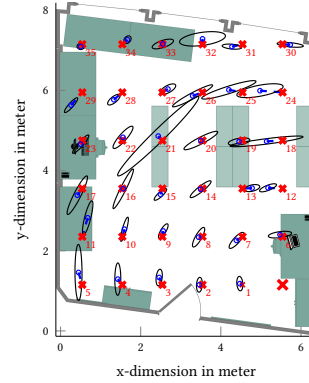 8
35 34 33 32 31 30
6
29 28 27 26 25 24
23 22 21 20 19 18
4
17 16 15 14 13 12
11 10 9 8 7 6
2
5 4 3 2 1
0
0 2 4 6
x-dimension in meter
y-dimension in meter